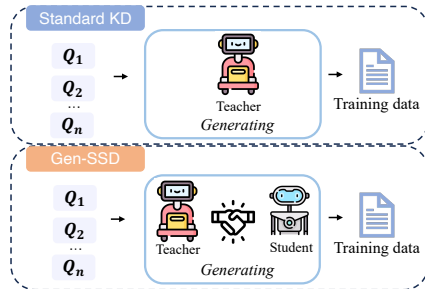 Standard KD
Q1
Q2
...
Qn
Teacher
Generating
Training data
Gen-SSD
Q1
Q2
...
Qn
Teacher
Student
Generating
Training data